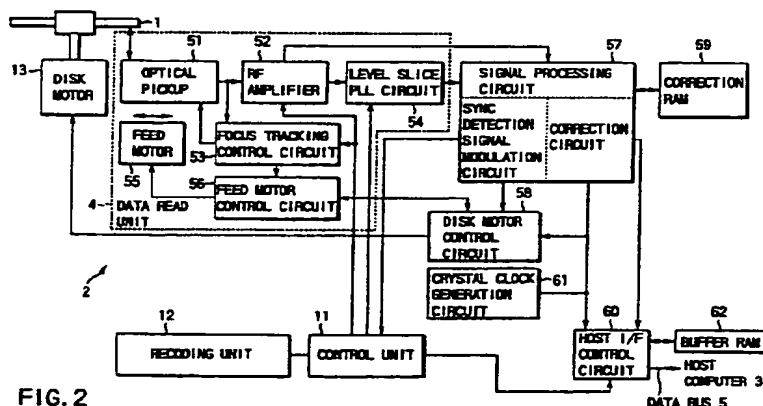 1
51
52
57
59
13
DISK
MOTOR
OPTICAL
PICKUP
RF
AMPLIFIER
LEVEL SLICE
PLL CIRCUIT
SIGNAL PROCESSING
CIRCUIT
CORRECTION
RAM
54
SYNC
DETECTION
SIGNAL
MODULATION
CIRCUIT
CORRECTION
CIRCUIT
FEED
MOTOR
55
53
FOCUS TRACKING
CONTROL CIRCUIT
56
FEED MOTOR
CONTROL CIRCUIT
4
DATA READ
UNIT
58
DISK MOTOR
CONTROL
CIRCUIT
2
CRYSTAL CLOCK
GENERATION
CIRCUIT
61
12
RECODING UNIT
11
CONTROL UNIT
60
HOST I/F
CONTROL
CIRCUIT
62
BUFFER RAM
HOST
COMPUTER 3
DATA BUS 5
FIG. 2